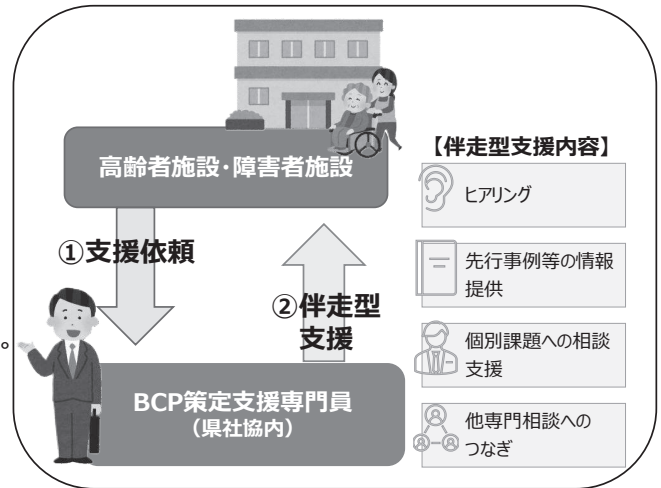 高齢者施設・障害者施設
①支援依頼
②伴走型
支援
BCP策定支援専門員
（県社協内）
。
【伴走型支援内容】
ヒアリング
先行事例等の情報
提供
個別課題への相談
支援
他専門相談への
つなぎ